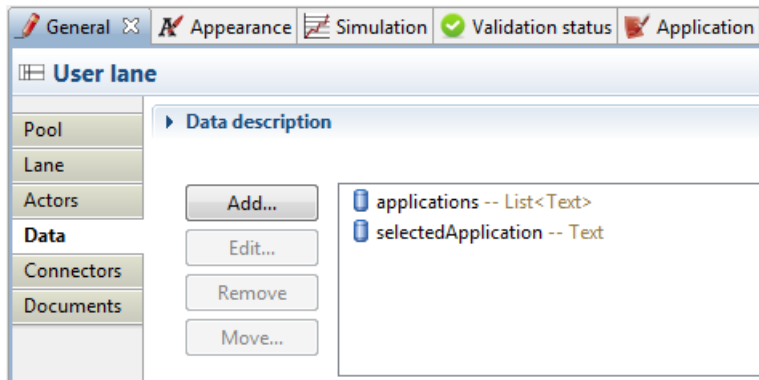 General Appearance Simulation Validation status Application
User lane
Data description
Pool
Lane
Actors
Data
Connectors
Documents
Add...
Edit...
Remove
Move...
applications -- List<Text>
selectedApplication -- Text